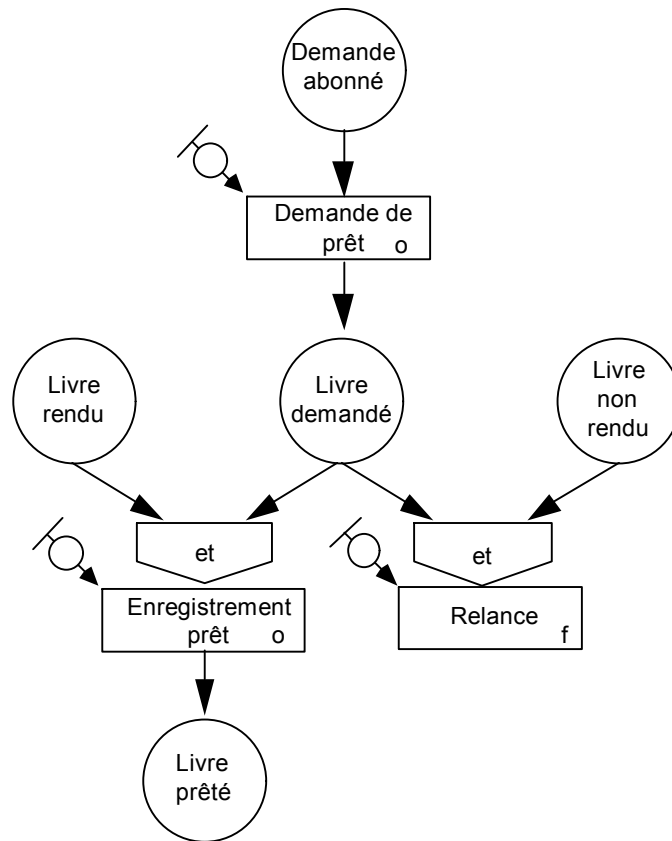 Demande
abonné
Demande de
prêt o
Livre
rendu
Livre
demandé
Livre
non
rendu
et
et
Enregistrement
prêt o
Relance
f
Livre
prêté